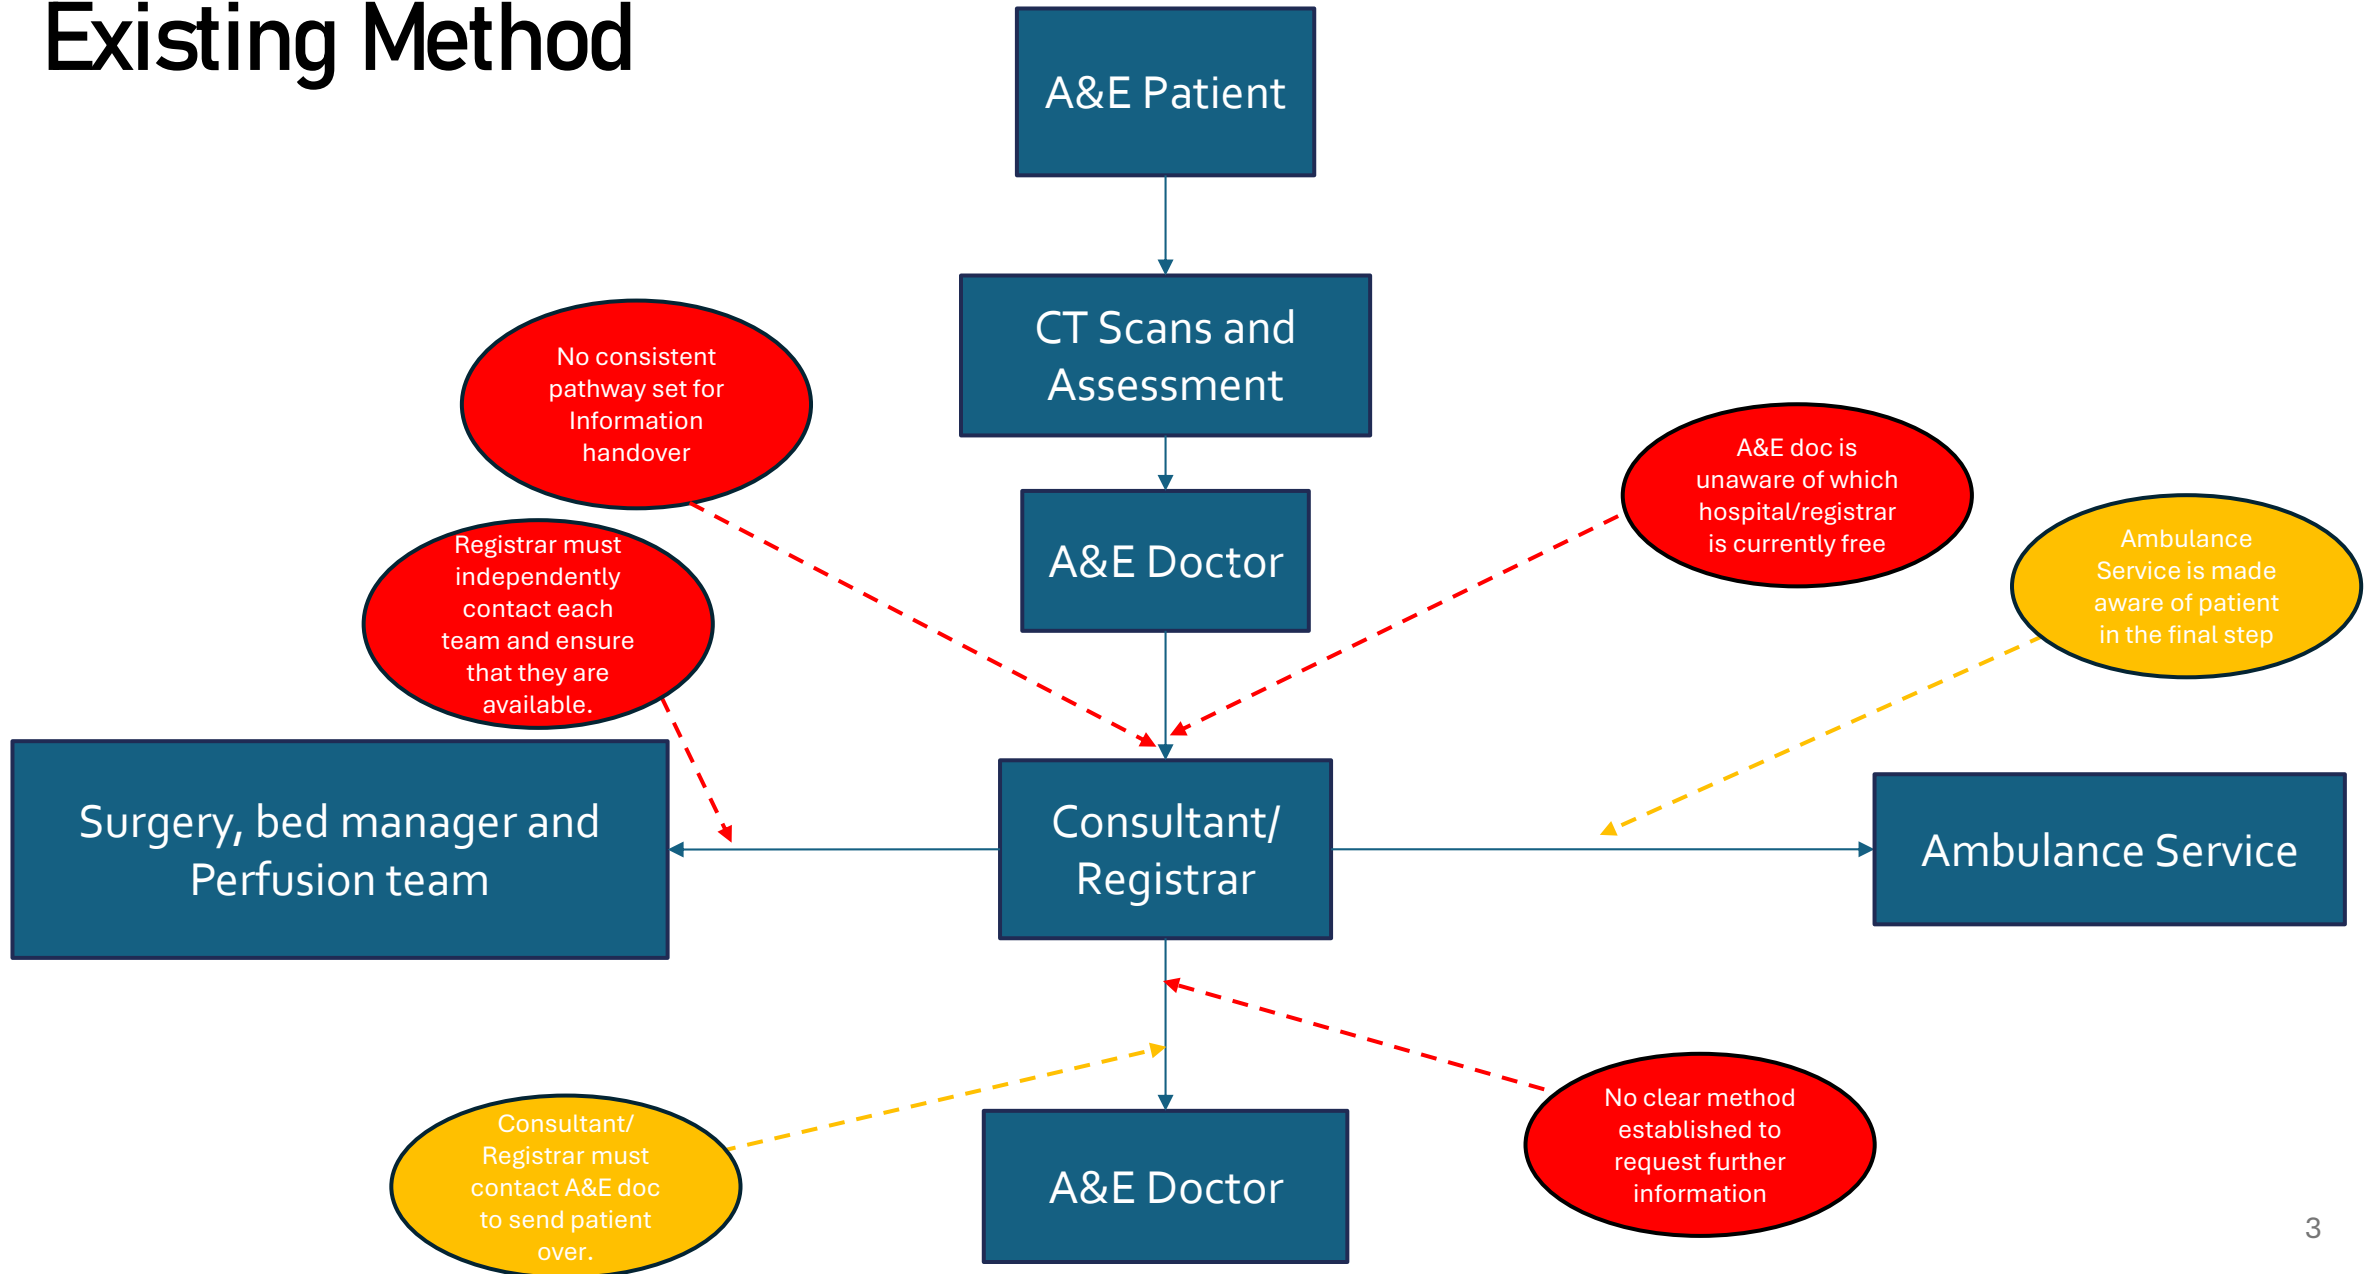 Existing Method
A&E Patient
CT Scans and
Assessment
No consistent
pathway set for
Information
handover
A&E doc is
unaware of which
hospital/registrar
is currently free
A&E Doctor
Ambulance
Service is made
aware of patient
in the final step
Registrar must
independently
contact each
team and ensure
that they are
available.
Surgery, bed manager and
Perfusion team
Consultant/
Registrar
Ambulance Service
No clear method
established to
request further
information
Consultant/
Registrar must
contact A&E doc
to send patient
over.
A&E Doctor
3